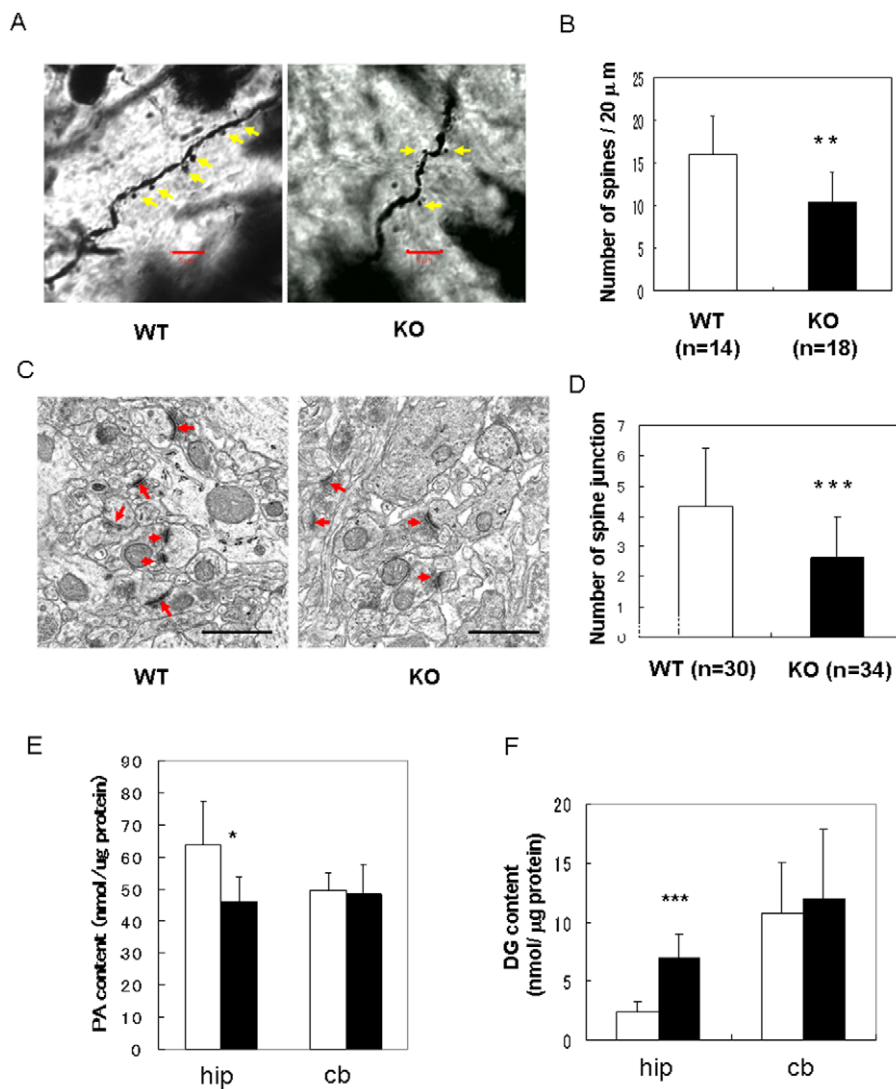 A
WT
KO
B
Number of spines / 20 μm
25
20
15
10
5
0
**
WT
(n=14)
KO
(n=18)
C
WT
KO
D
Number of spine junction
7
6
5
4
3
2
1
0
***
WT (n=30)
KO (n=34)
E
PA content (nmol/ug protein)
90
80
70
60
50
40
30
20
10
0
*
hip
cb
F
DG content
(nmol/ μg protein)
20
15
10
5
0
***
hip
cb